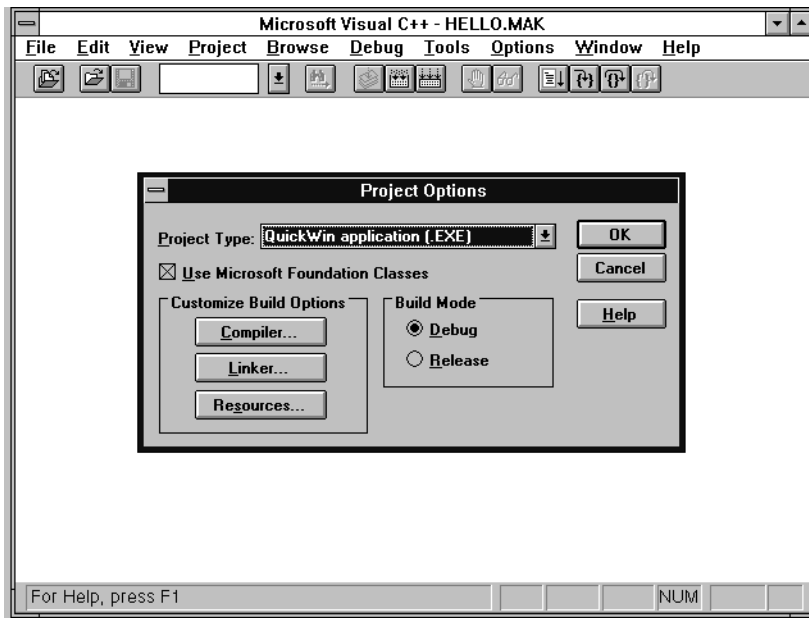 Microsoft Visual C++ - HELLO.MAK
File Edit View Project Browse Debug Tools Options Window Help
Project Options
Project Type: QuickWin application (.EXE)
OK
Use Microsoft Foundation Classes
Cancel
Customize Build Options
Build Mode
Help
Compiler...
Debug
Linker...
Release
Resources...
For Help, press F1
NUM